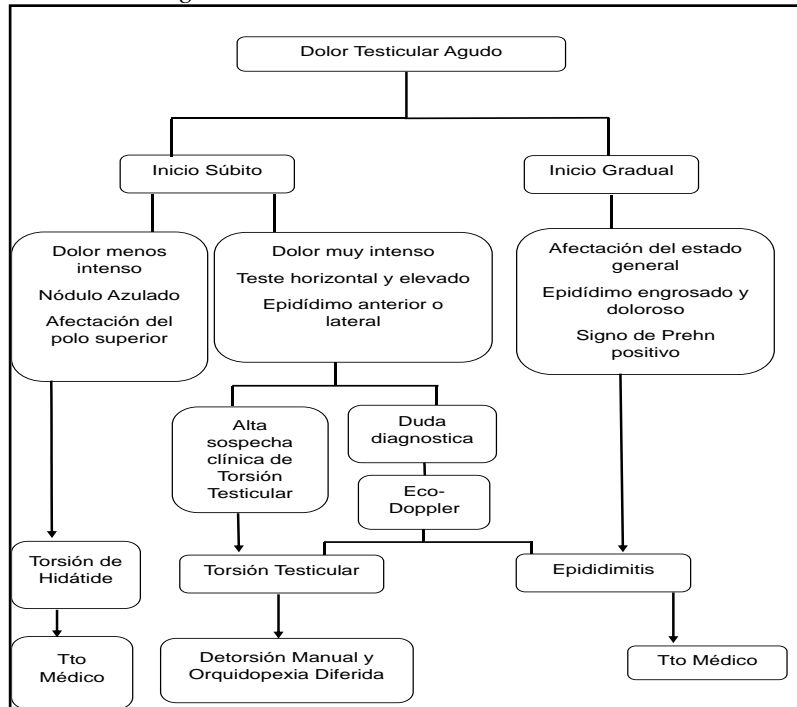 Dolor Testicular Agudo
Inicio Súbito
Inicio Gradual
Dolor menos
intenso
Nódulo Azulado
Afectación del
polo superior
Dolor muy intenso
Teste horizontal y elevado
Epidídimo anterior o
lateral
Afectación del estado
general
Epidídimo engrosado y
doloroso
Signo de Prehn
positivo
Alta
sospecha
clínica de
Torsión
Testicular
Duda
diagnostica
Eco-
Doppler
Torsión de
Hidátide
Torsión Testicular
Epididimitis
Tto
Médico
Detorsión Manual y
Orquidopexia Diferida
Tto Médico